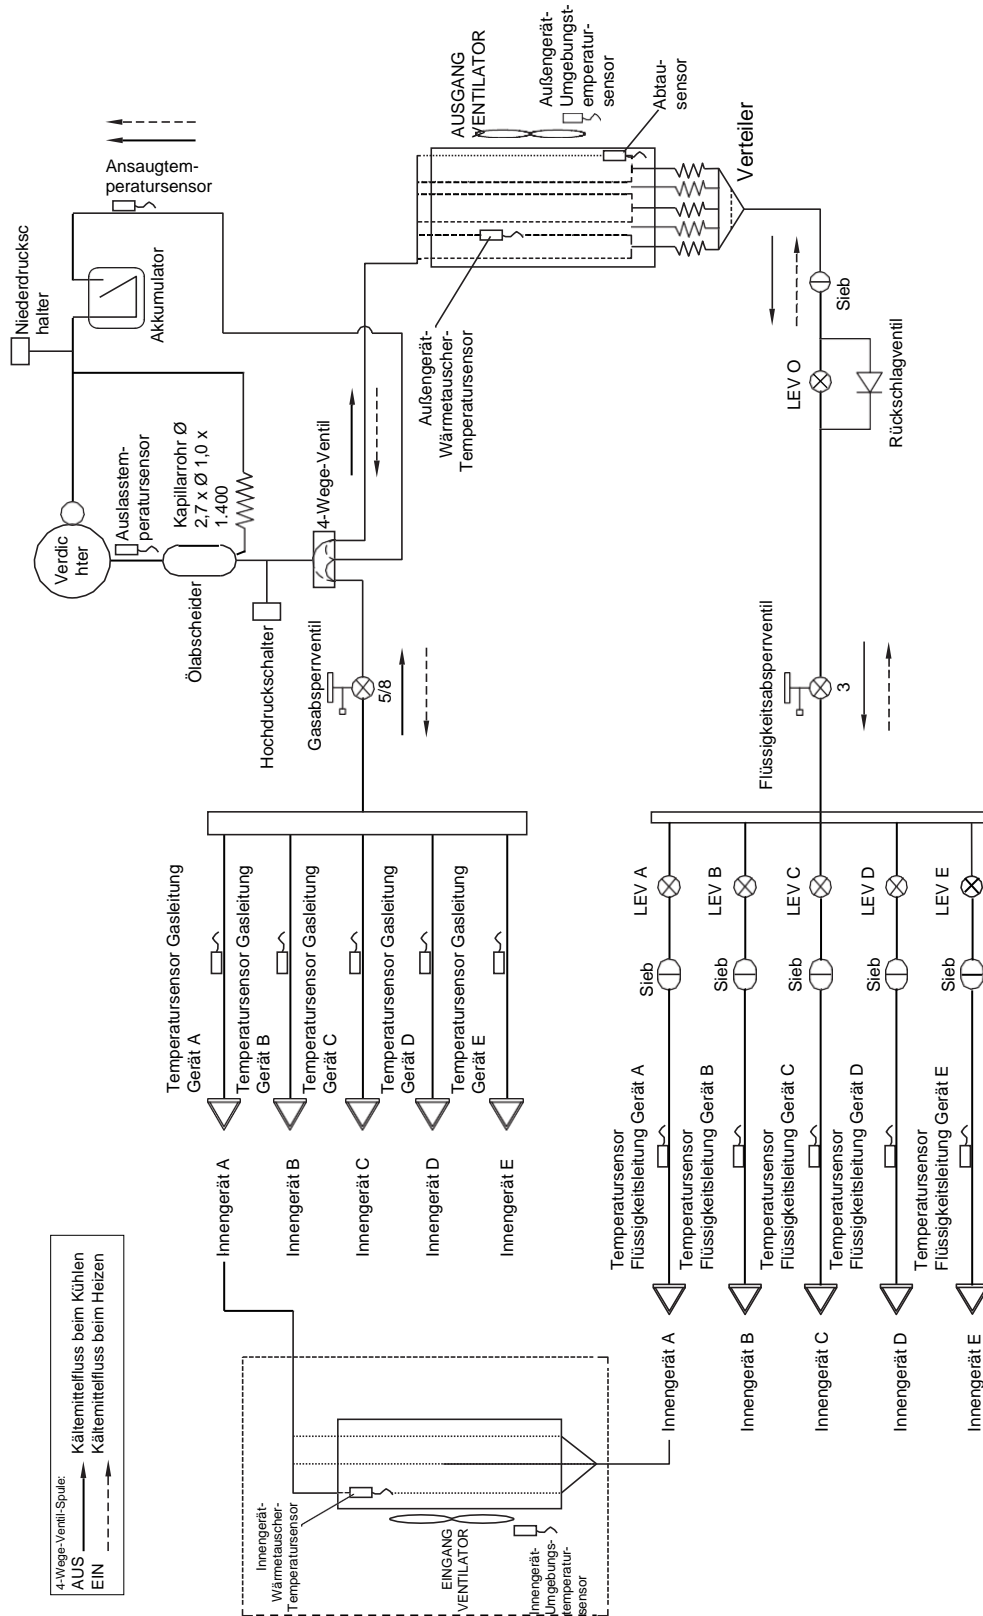 Niederdrucksc
halter
Ansaugtem-
peratursensor
Akkumulator
Verdic
hter
Auslasstem-
peratursensor
Kapillarrohr Ø
2,7 x Ø 1,0 x
1.400
Ölabscheider
Hochdruckschalter
4-Wege-Ventil
Gasabsperrventil
5/8
AUSGANG
VENTILATOR
Außengerät-
Umgebungst
emperatur-
sensor
Abtau-
sensor
Außengerät-
Wärmetauscher-
Temperatursensor
Verteiler
Sieb
LEV O
Rückschlagventil
Flüssigkeitsabsperrventil
3
Temperatursensor Gasleitung
Gerät A
Temperatursensor Gasleitung
Gerät B
Temperatursensor Gasleitung
Gerät C
Temperatursensor Gasleitung
Gerät D
Temperatursensor Gasleitung
Gerät E
Innengerät A
Innengerät B
Innengerät C
Innengerät D
Innengerät E
LEV A
LEV B
LEV C
LEV D
LEV E
Sieb
Sieb
Sieb
Sieb
Sieb
Temperatursensor
Flüssigkeitsleitung Gerät A
Temperatursensor
Flüssigkeitsleitung Gerät B
Temperatursensor
Flüssigkeitsleitung Gerät C
Temperatursensor
Flüssigkeitsleitung Gerät D
Temperatursensor
Flüssigkeitsleitung Gerät E
Innengerät A
Innengerät B
Innengerät C
Innengerät D
Innengerät E
4-Wege-Ventil-Spule:
AUS Kältemittelfluss beim Kühlen
EIN Kältemittelfluss beim Heizen
Innengerät-
Wärmetauscher-
Temperatursensor
EINGANG
VENTILATOR
Innengerät-
Umgebungs-
temperatur-
sensor